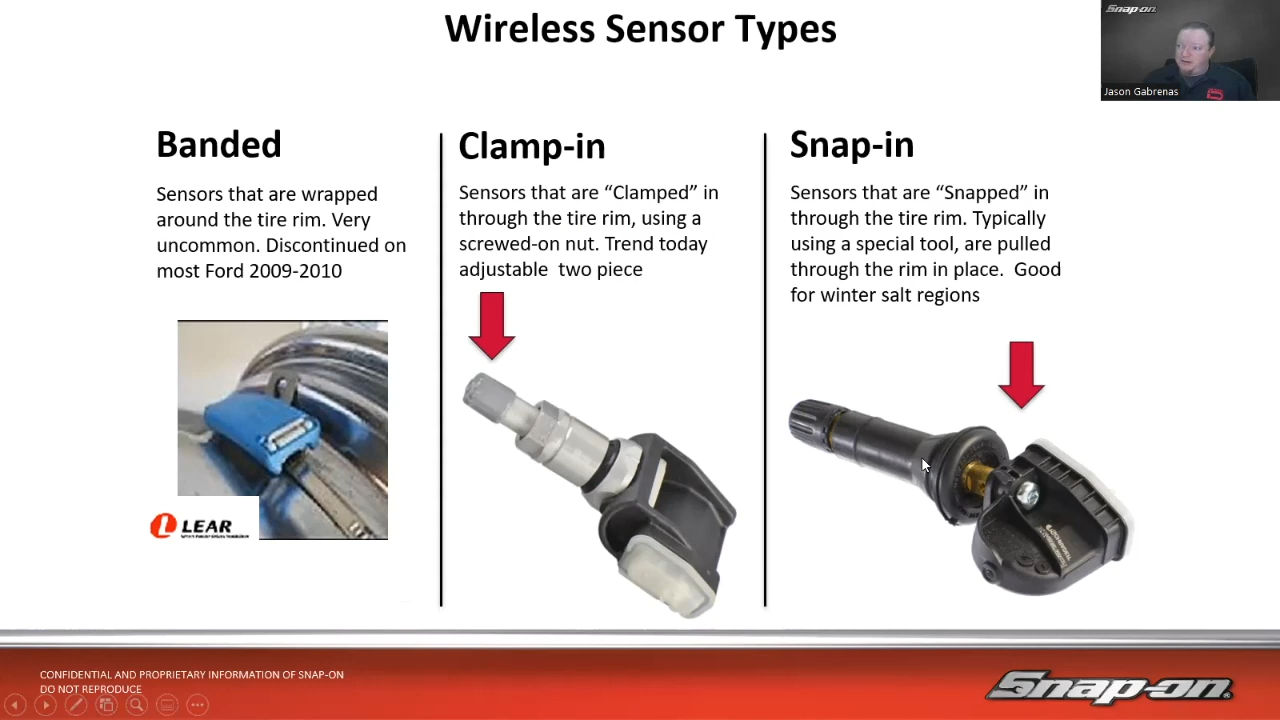 Wireless Sensor Types
Snap-on
Jason Gabrenas
Banded
Sensors that are wrapped
around the tire rim. Very
uncommon. Discontinued on
most Ford 2009-2010
LEAR
Clamp-in
Sensors that are “Clamped” in
through the tire rim, using a
screwed-on nut. Trend today
adjustable  two piece
Snap-in
Sensors that are “Snapped” in
through the tire rim. Typically
using a special tool, are pulled
through the rim in place.  Good
for winter salt regions
CONFIDENTIAL AND PROPRIETARY INFORMATION OF SNAP-ON
DO NOT REPRODUCE
Snap-on